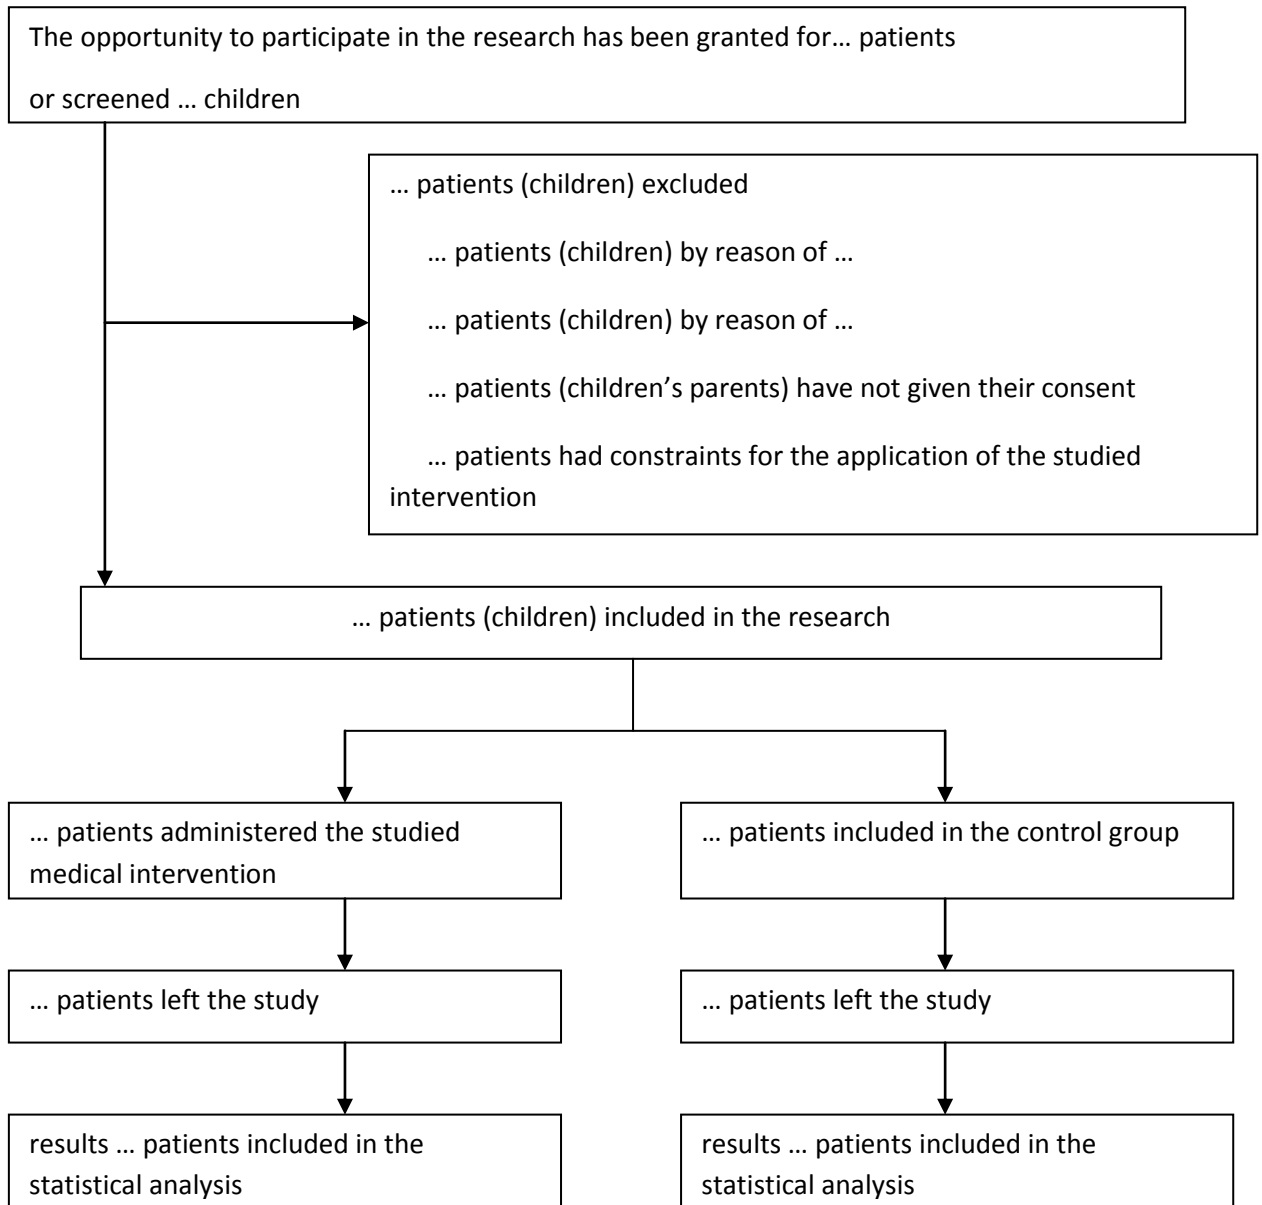 The opportunity to participate in the research has been granted for… patients
or screened … children
… patients (children) excluded
… patients (children) by reason of …
… patients (children) by reason of …
… patients (children’s parents) have not given their consent
… patients had constraints for the application of the studied
intervention
… patients (children) included in the research
… patients administered the studied
medical intervention
… patients included in the control group
… patients left the study
… patients left the study
results … patients included in the
statistical analysis
results … patients included in the
statistical analysis